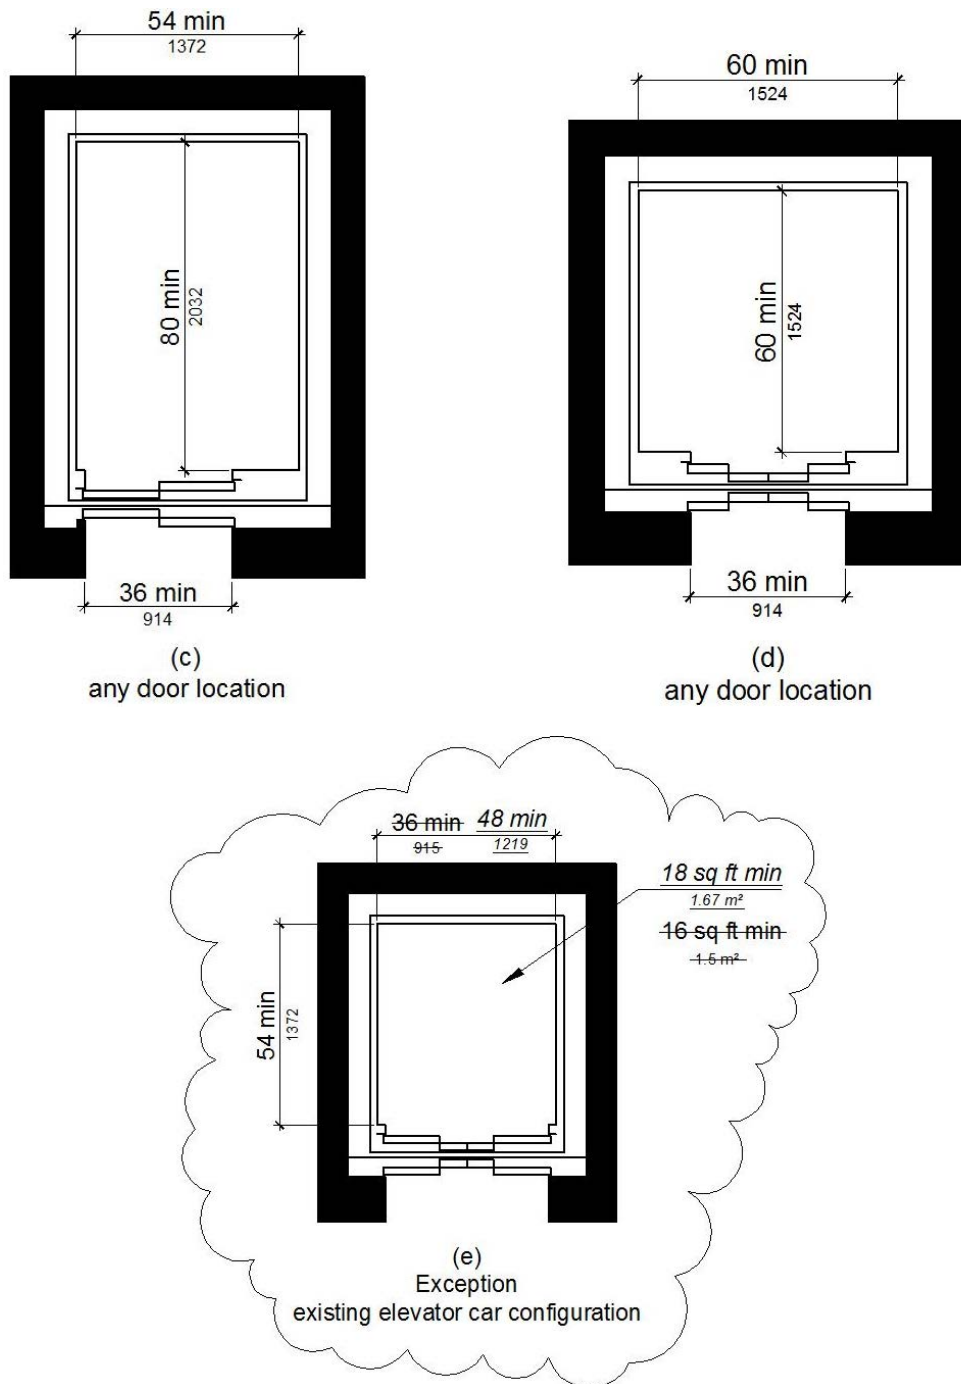 54 min
1372
80 min
2032
36 min
914
(c)
any door location
60 min
1524
60 min
1524
36 min
914
(d)
any door location
36 min 48 min
915 1219
18 sq ft min
1.67 m²
16 sq ft min
1.5 m²
54 min
1372
(e)
Exception
existing elevator car configuration